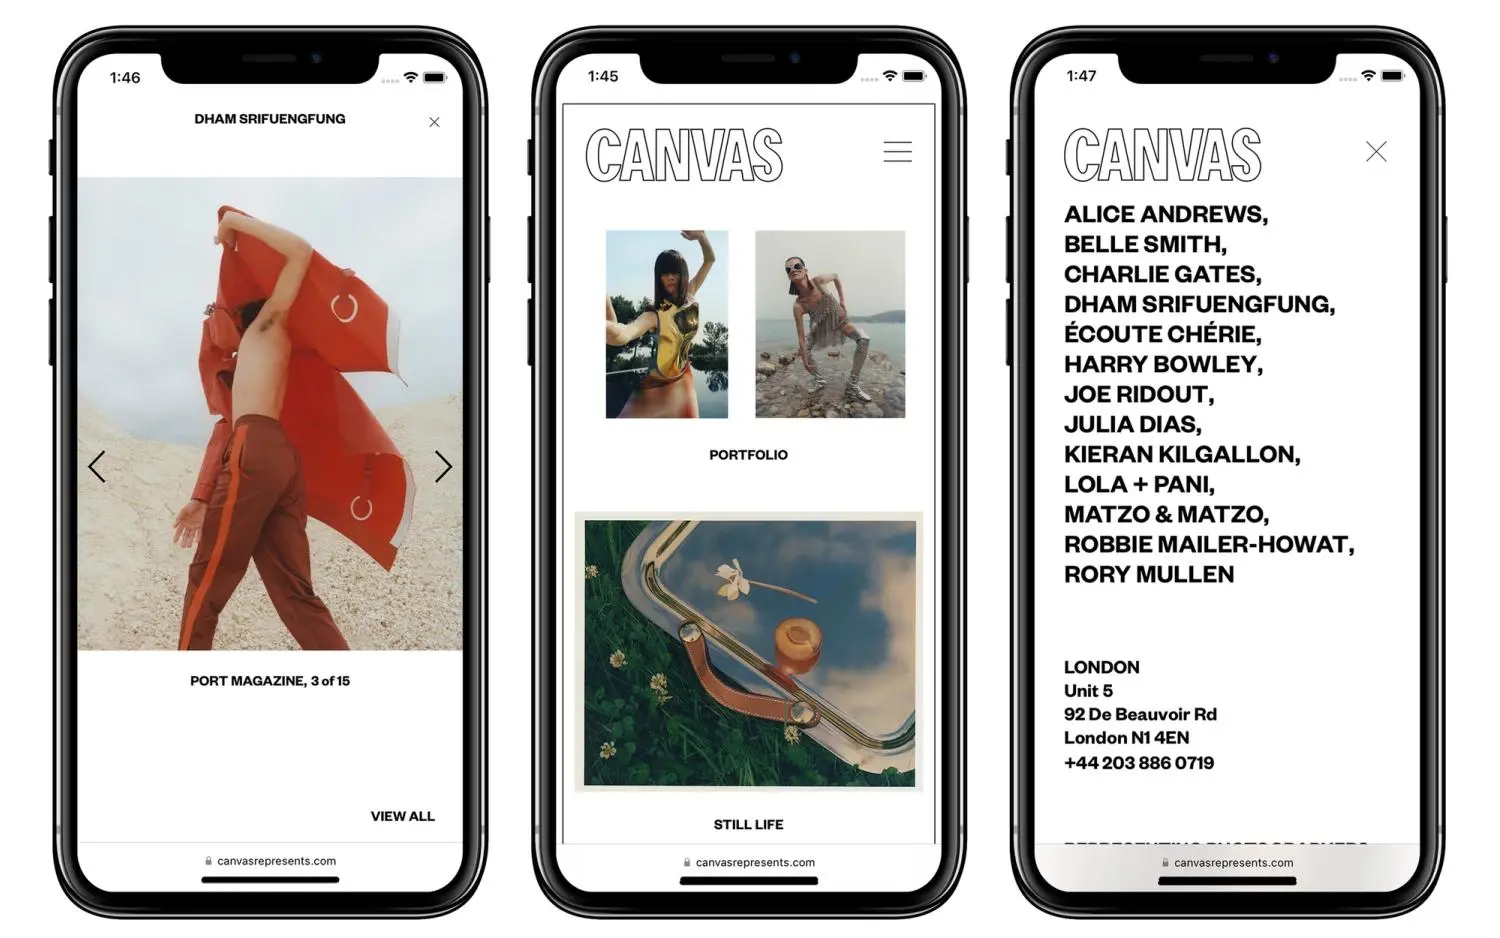 1:46
DHAM SRIFUENGFUNG
PORT MAGAZINE, 3 of 15
VIEW ALL
canvasrepresents.com
1:45
CANVAS
PORTFOLIO
STILL LIFE
canvasrepresents.com
1:47
CANVAS
ALICE ANDREWS,
BELLE SMITH,
CHARLIE GATES,
DHAM SRIFUENGFUNG,
ÉCOUTE CHÉRIE,
HARRY BOWLEY,
JOE RIDOUT,
JULIA DIAS,
KIERAN KILGALLON,
LOLA + PANI,
MATZO & MATZO,
ROBBIE MAILER-HOWAT,
RORY MULLEN
LONDON
Unit 5
92 De Beauvoir Rd
London N1 4EN
+44 203 886 0719
canvasrepresents.com